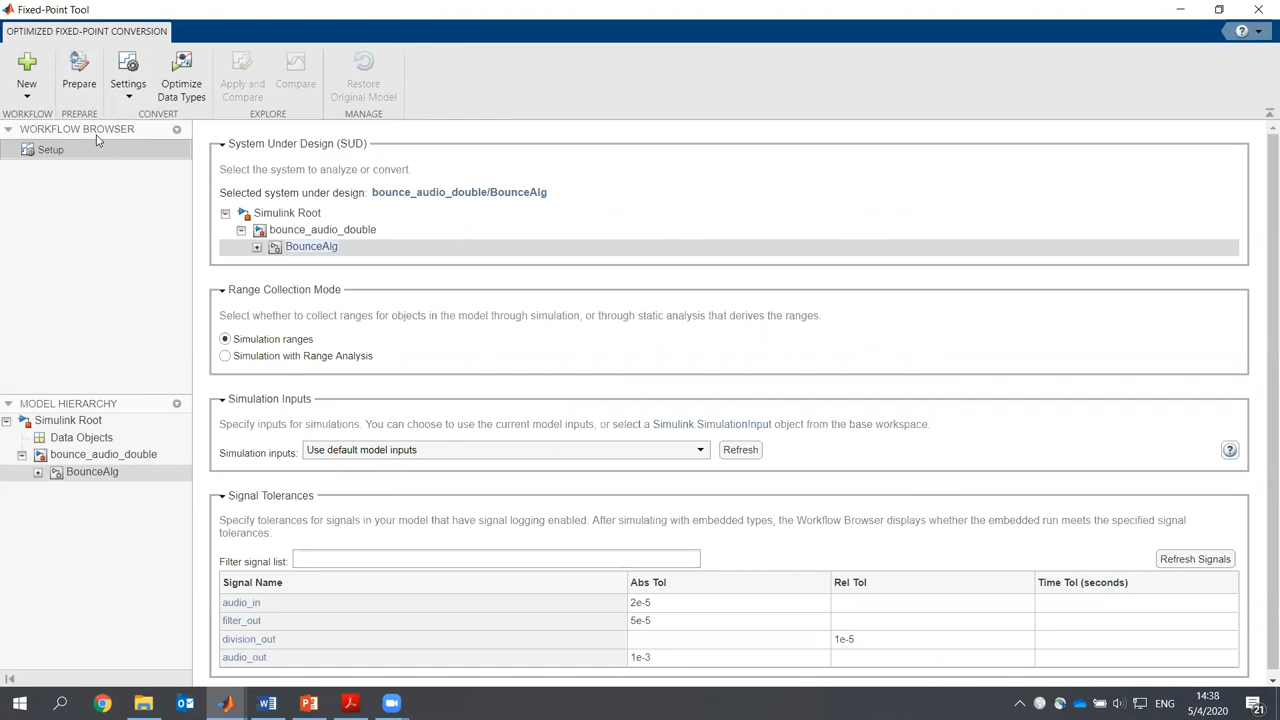 Fixed-Point Tool
OPTIMIZED FIXED-POINT CONVERSION
New
Prepare
Settings
Optimize
Data Types
Apply and
Compare
Compare
Restore
Original Model
WORKFLOW
PREPARE
CONVERT
EXPLORE
MANAGE
WORKFLOW BROWSER
Setup
MODEL HIERARCHY
Simulink Root
Data Objects
bounce_audio_double
BounceAlg
System Under Design (SUD)
Select the system to analyze or convert.
Selected system under design: bounce_audio_double/BounceAlg
Simulink Root
bounce_audio_double
BounceAlg
Range Collection Mode
Select whether to collect ranges for objects in the model through simulation, or through static analysis that derives the ranges.
Simulation ranges
Simulation with Range Analysis
Simulation Inputs
Specify inputs for simulations. You can choose to use the current model inputs, or select a Simulink SimulationInput object from the base workspace.
Simulation inputs: Use default model inputs Refresh
Signal Tolerances
Specify tolerances for signals in your model that have signal logging enabled. After simulating with embedded types, the Workflow Browser displays whether the embedded run meets the specified signal
tolerances.
Filter signal list: Refresh Signals
Signal Name Abs Tol Rel Tol Time Tol (seconds)
audio_in 2e-5
filter_out 5e-5
division_out 1e-5
audio_out 1e-3
ENG
14:38
5/4/2020
21